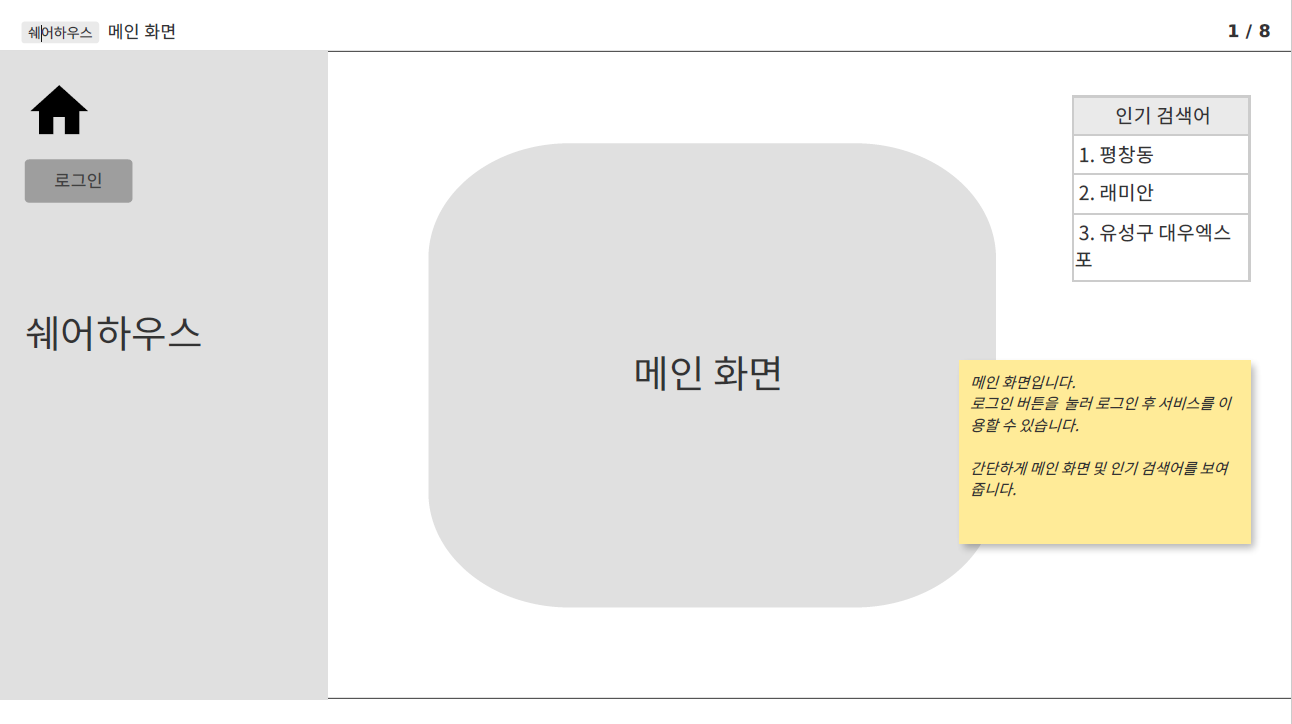 쉐어하우스 메인 화면
1 / 8
로그인
쉐어하우스
메인 화면
인기 검색어
1. 평창동
2. 래미안
3. 유성구 대우엑스
포
메인 화면입니다.
로그인 버튼을 눌러 로그인 후 서비스를 이
용할 수 있습니다.
간단하게 메인 화면 및 인기 검색어를 보여
줍니다.